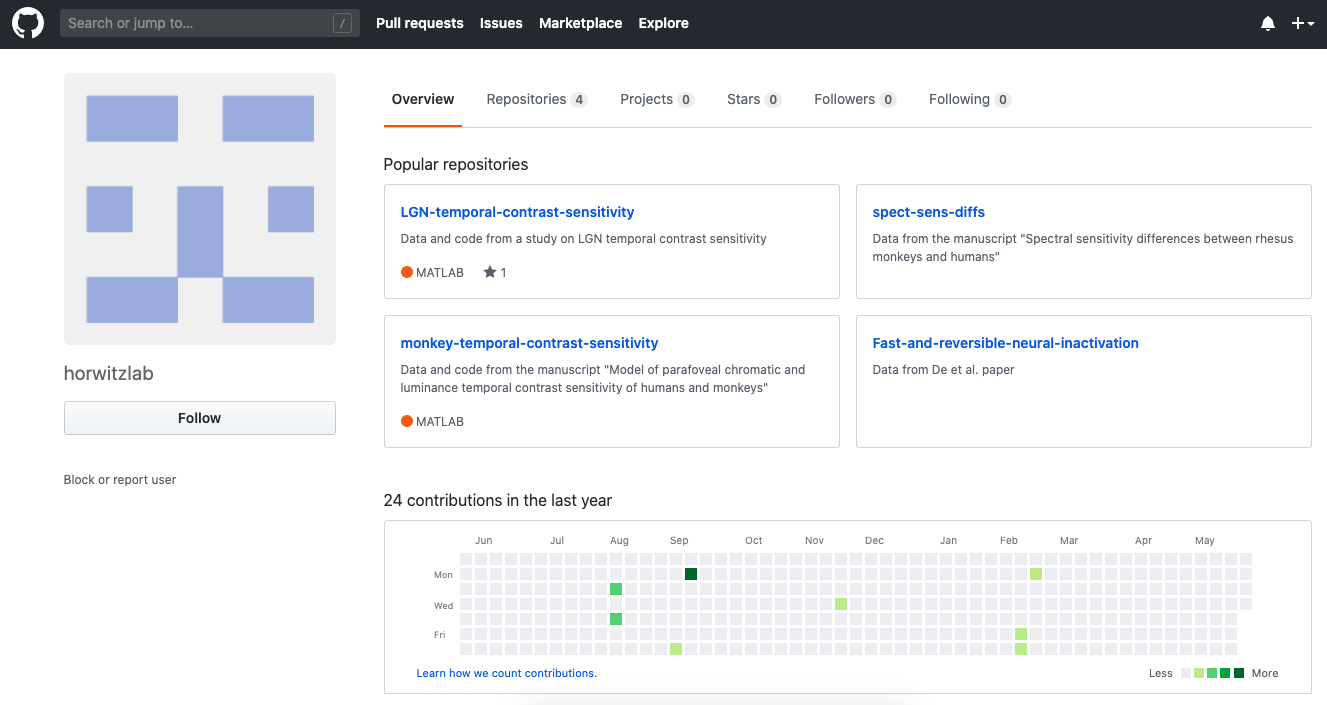 Search or jump to... / Pull requests Issues Marketplace Explore
Overview Repositories 4 Projects 0 Stars 0 Followers 0 Following 0
horwitzlab
Follow
Block or report user
Popular repositories
LGN-temporal-contrast-sensitivity
Data and code from a study on LGN temporal contrast sensitivity
MATLAB 1
spect-sens-diffs
Data from the manuscript "Spectral sensitivity differences between rhesus
monkeys and humans"
monkey-temporal-contrast-sensitivity
Data and code from the manuscript "Model of parafoveal chromatic and
luminance temporal contrast sensitivity of humans and monkeys"
MATLAB
Fast-and-reversible-neural-inactivation
Data from De et al. paper
24 contributions in the last year
Jun Jul Aug Sep Oct Nov Dec Jan Feb Mar Apr May
Mon
Wed
Fri
Learn how we count contributions. Less More